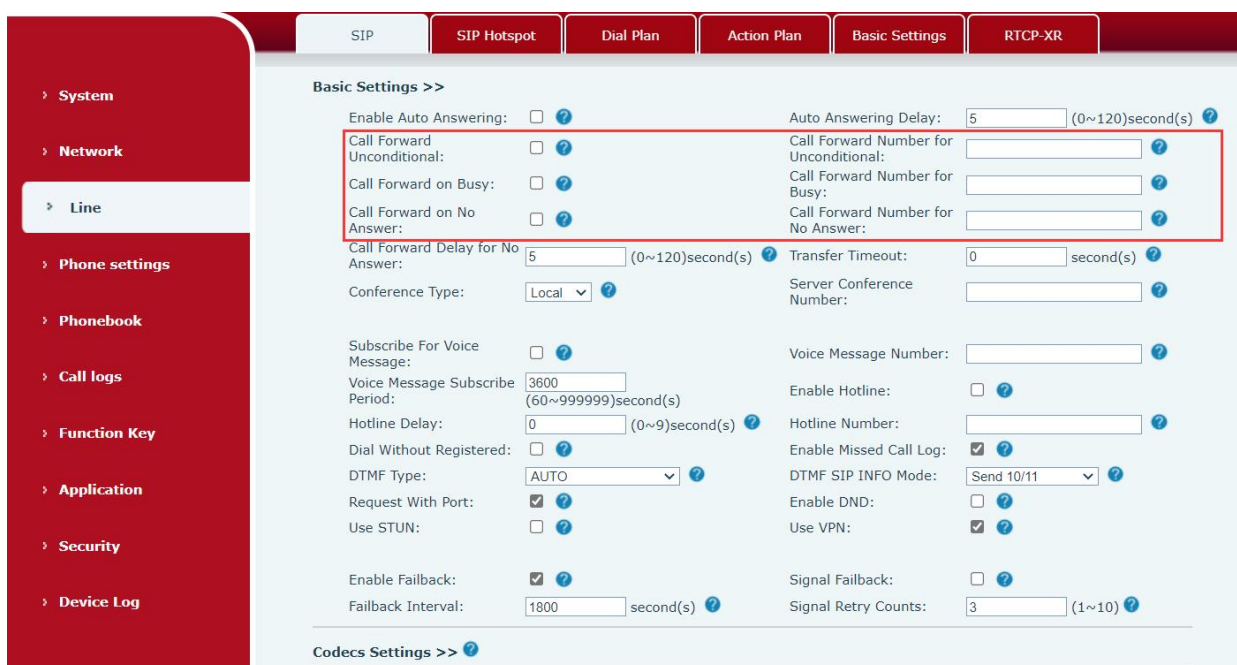 SIP SIP Hotspot Dial Plan Action Plan Basic Settings RTCP-XR
System
Network
Line
Phone settings
Phonebook
Call logs
Function Key
Application
Security
Device Log
Basic Settings >>
Enable Auto Answering: Auto Answering Delay: 5 (0~120)second(s)
Call Forward Unconditional: Call Forward Number for Unconditional:
Call Forward on Busy: Call Forward Number for Busy:
Call Forward on No Answer: Call Forward Number for No Answer:
Call Forward Delay for No Answer: 5 (0~120)second(s) Transfer Timeout: 0 second(s)
Conference Type: Local Server Conference Number:
Subscribe For Voice Message: Voice Message Number:
Voice Message Subscribe Period: 3600 (60~999999)second(s) Enable Hotline:
Hotline Delay: 0 (0~9)second(s) Hotline Number:
Dial Without Registered: Enable Missed Call Log:
DTMF Type: AUTO DTMF SIP INFO Mode: Send 10/11
Request With Port: Enable DND:
Use STUN: Use VPN:
Enable Failback: Signal Failback:
Failback Interval: 1800 second(s) Signal Retry Counts: 3 (1~10)
Codecs Settings >>